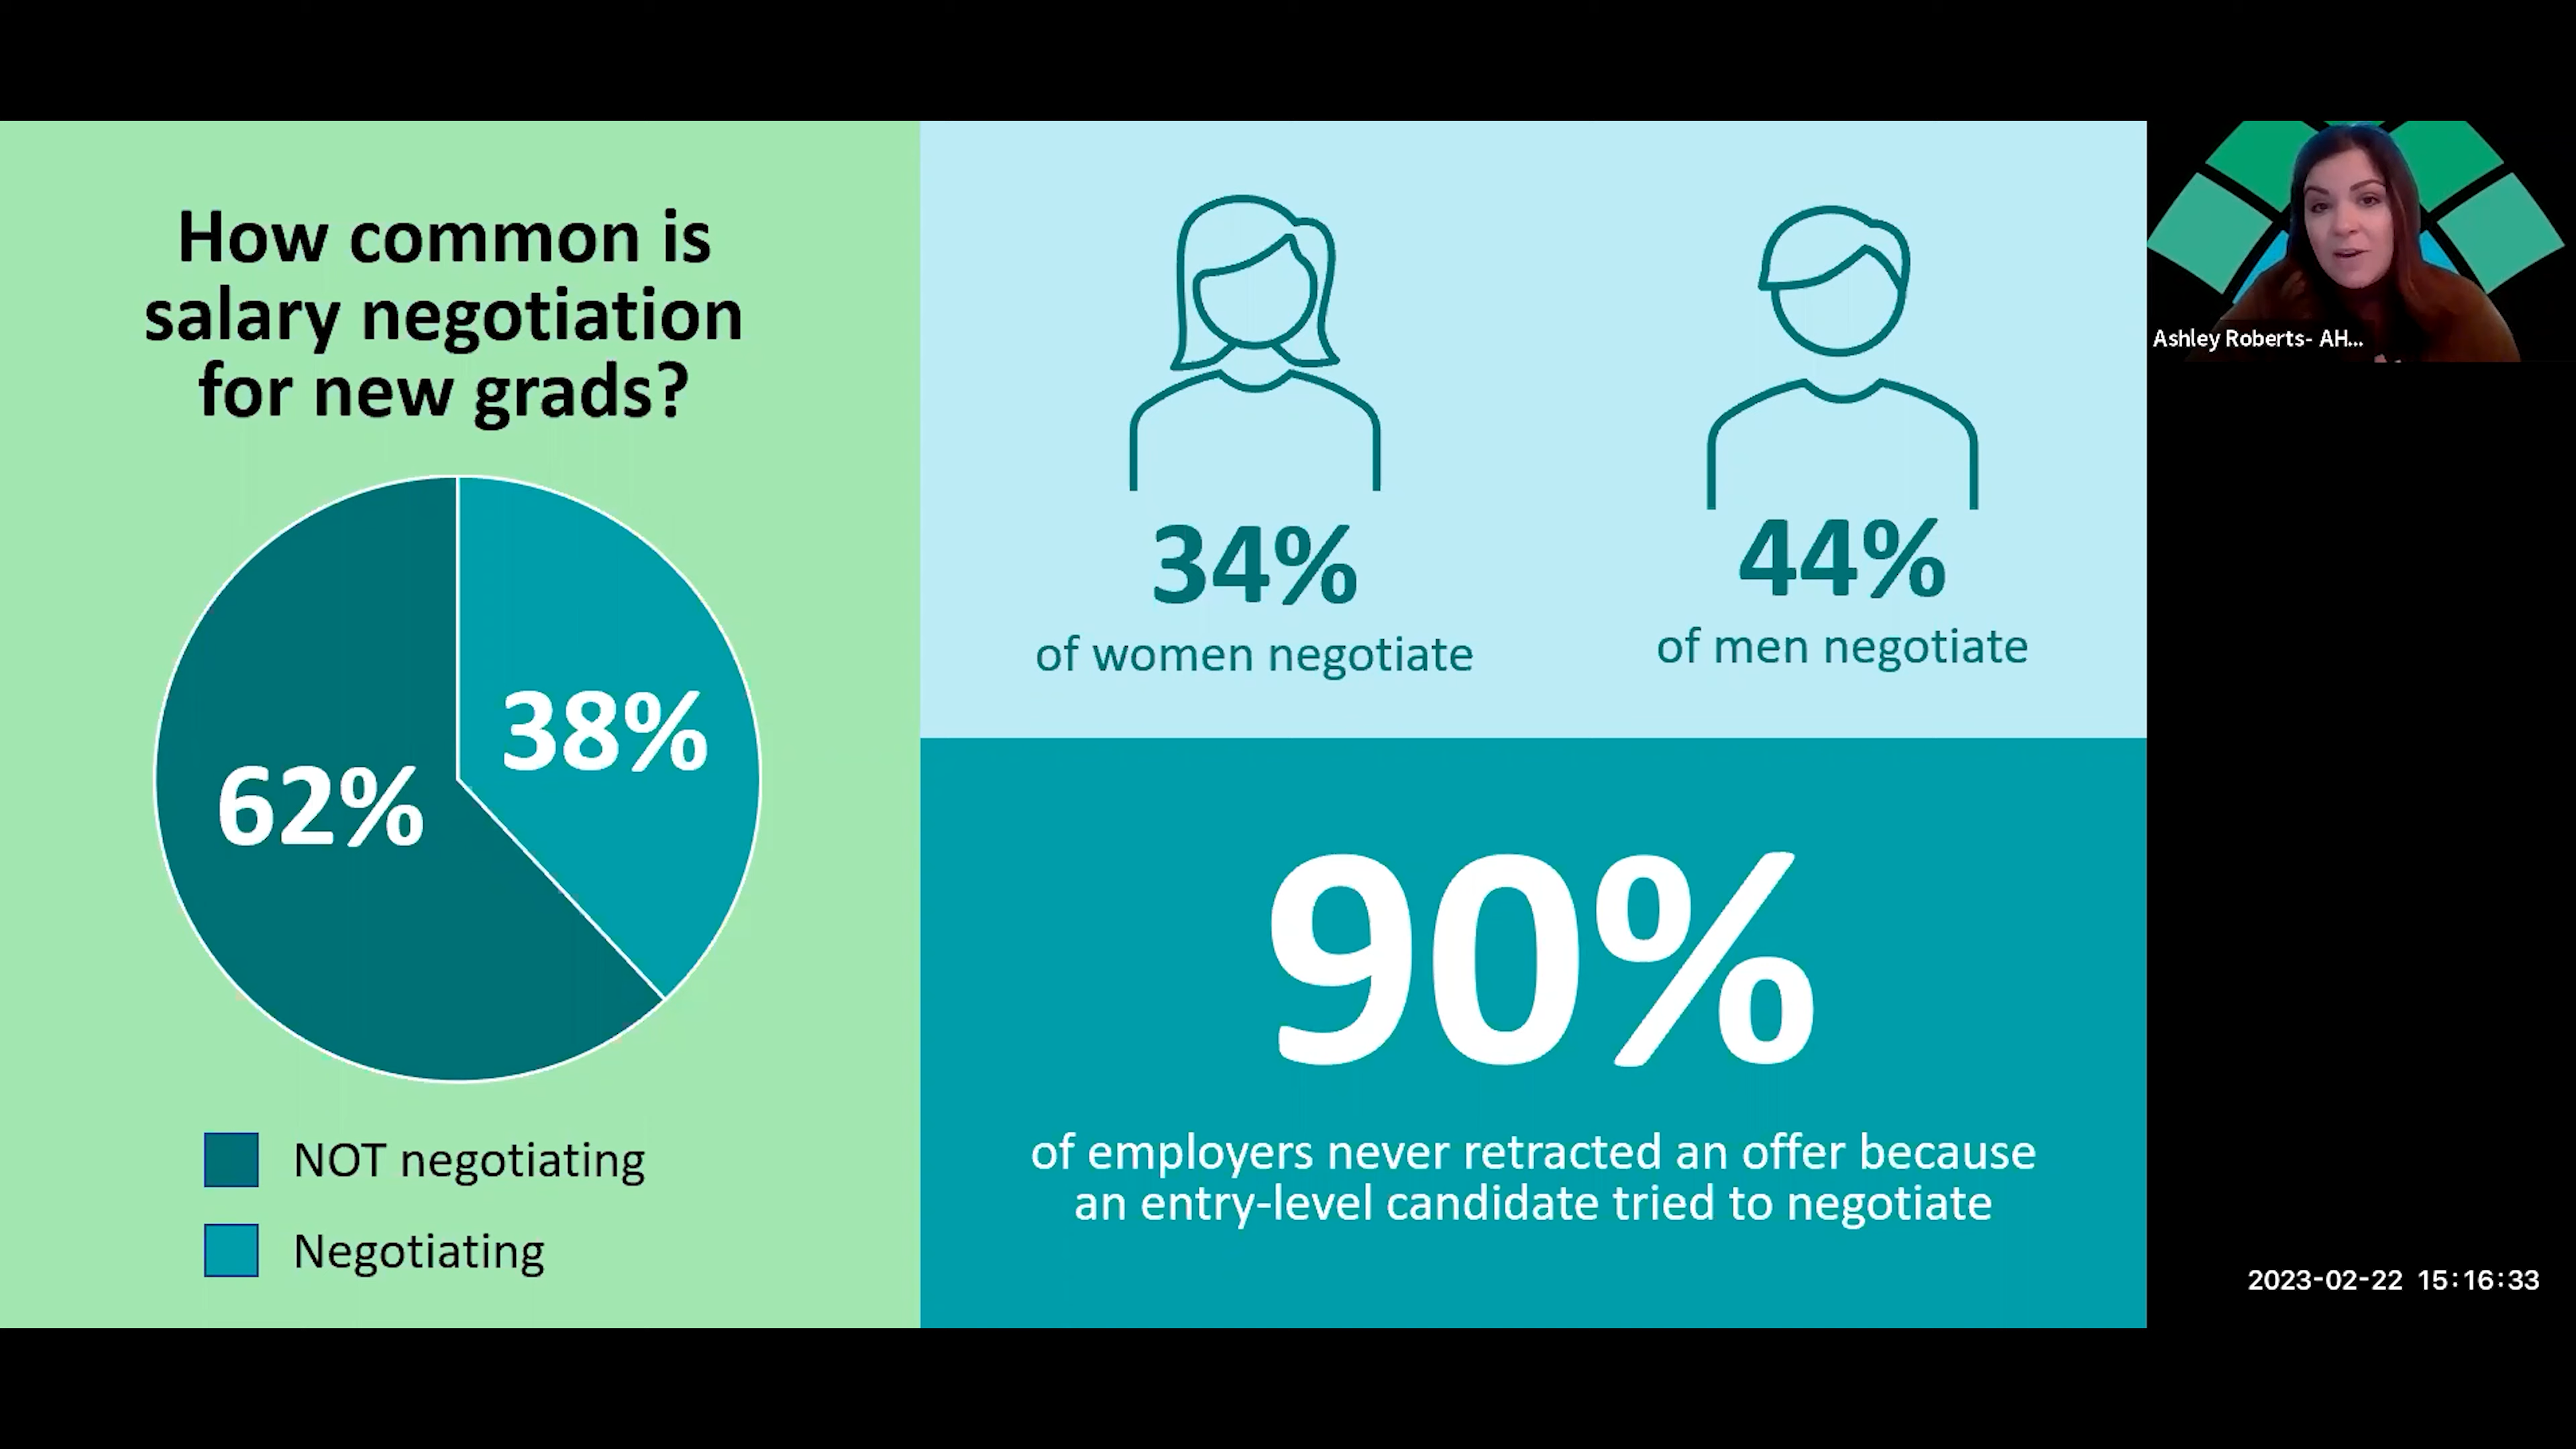 How common is
salary negotiation
for new grads?
38%
62%
NOT negotiating
Negotiating
34%
of women negotiate
44%
of men negotiate
90%
of employers never retracted an offer because
an entry-level candidate tried to negotiate
Ashley Roberts- AH...
2023-02-22 15:16:33